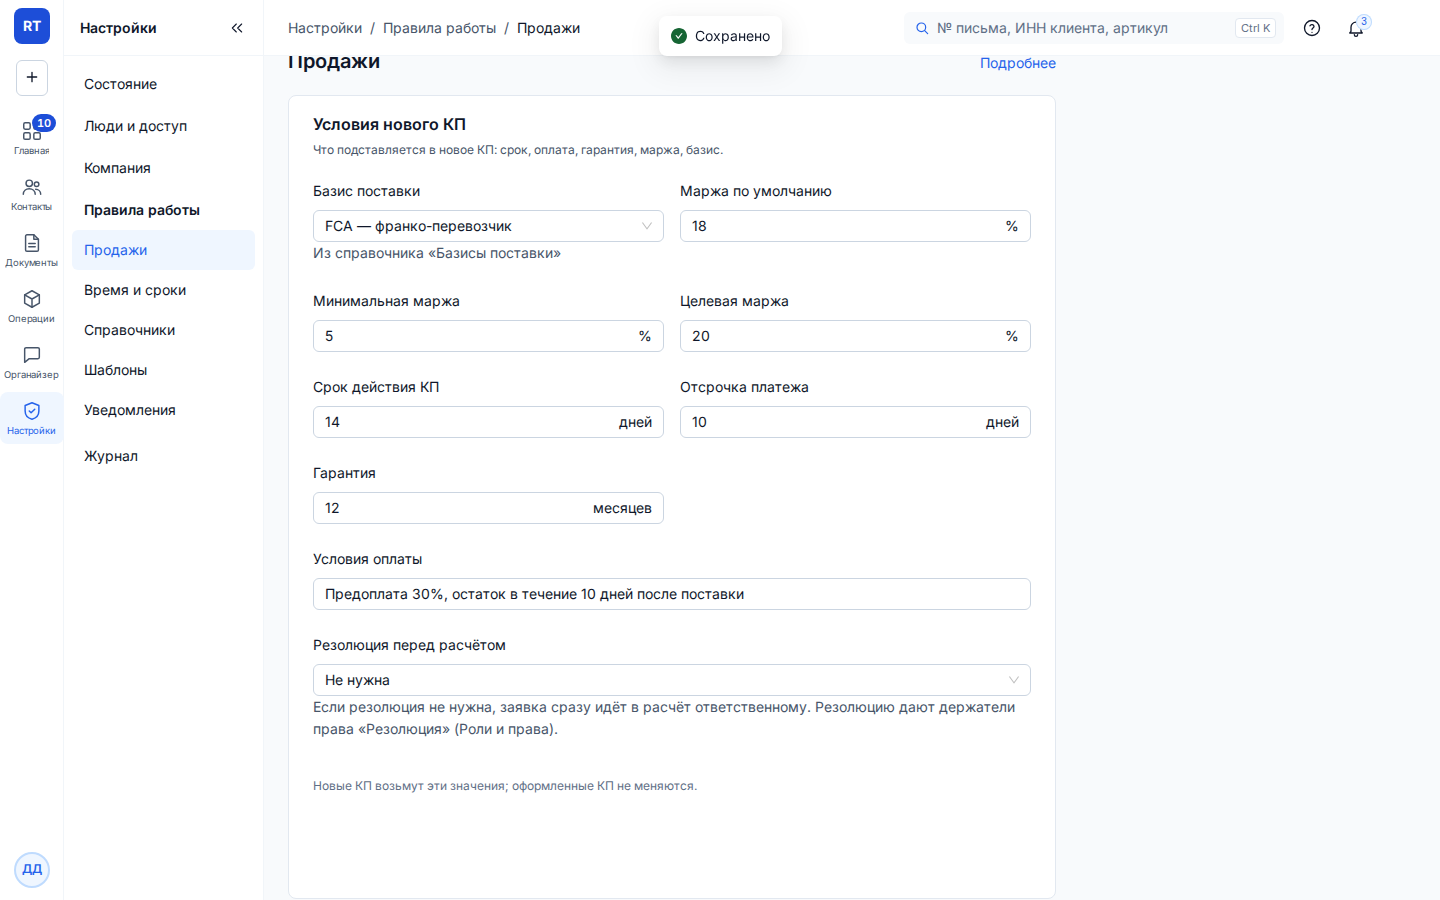 RT
Настройки
Настройки / Правила работы / Продажи
Сохранено
№ письма, ИНН клиента, артикул
Ctrl K
3
10
Главная
Контакты
Документы
Операции
Органайзер
Настройки
ДД
Состояние
Люди и доступ
Компания
Правила работы
Продажи
Время и сроки
Справочники
Шаблоны
Уведомления
Журнал
Продажи
Подробнее
Условия нового КП
Что подставляется в новое КП: срок, оплата, гарантия, маржа, базис.
Базис поставки
Маржа по умолчанию
FCA — франко-перевозчик
18 %
Из справочника «Базисы поставки»
Минимальная маржа
Целевая маржа
5 %
20 %
Срок действия КП
Отсрочка платежа
14 дней
10 дней
Гарантия
12 месяцев
Условия оплаты
Предоплата 30%, остаток в течение 10 дней после поставки
Резолюция перед расчётом
Не нужна
Если резолюция не нужна, заявка сразу идёт в расчёт ответственному. Резолюцию дают держатели
права «Резолюция» (Роли и права).
Новые КП возьмут эти значения; оформленные КП не меняются.